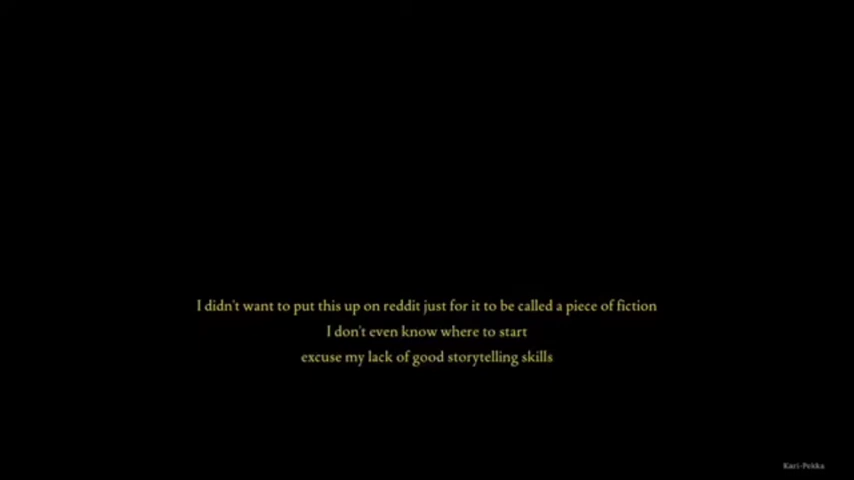 I didn't want to put this up on reddit just for it to be called a piece of fiction
I don't even know where to start
excuse my lack of good storytelling skills
Kari-Pekka